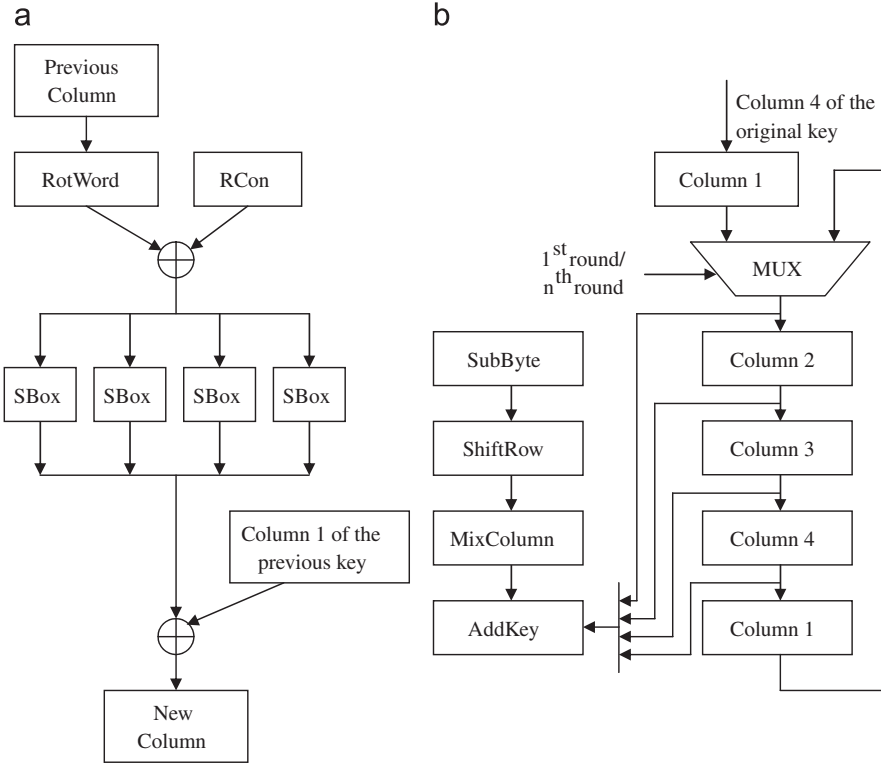 a
Previous
Column
RotWord
RCon
SBox
SBox
SBox
SBox
Column 1 of the
previous key
New
Column
b
Column 4 of the
original key
Column 1
MUX
1st round/
nth round
SubByte
ShiftRow
MixColumn
AddKey
Column 2
Column 3
Column 4
Column 1